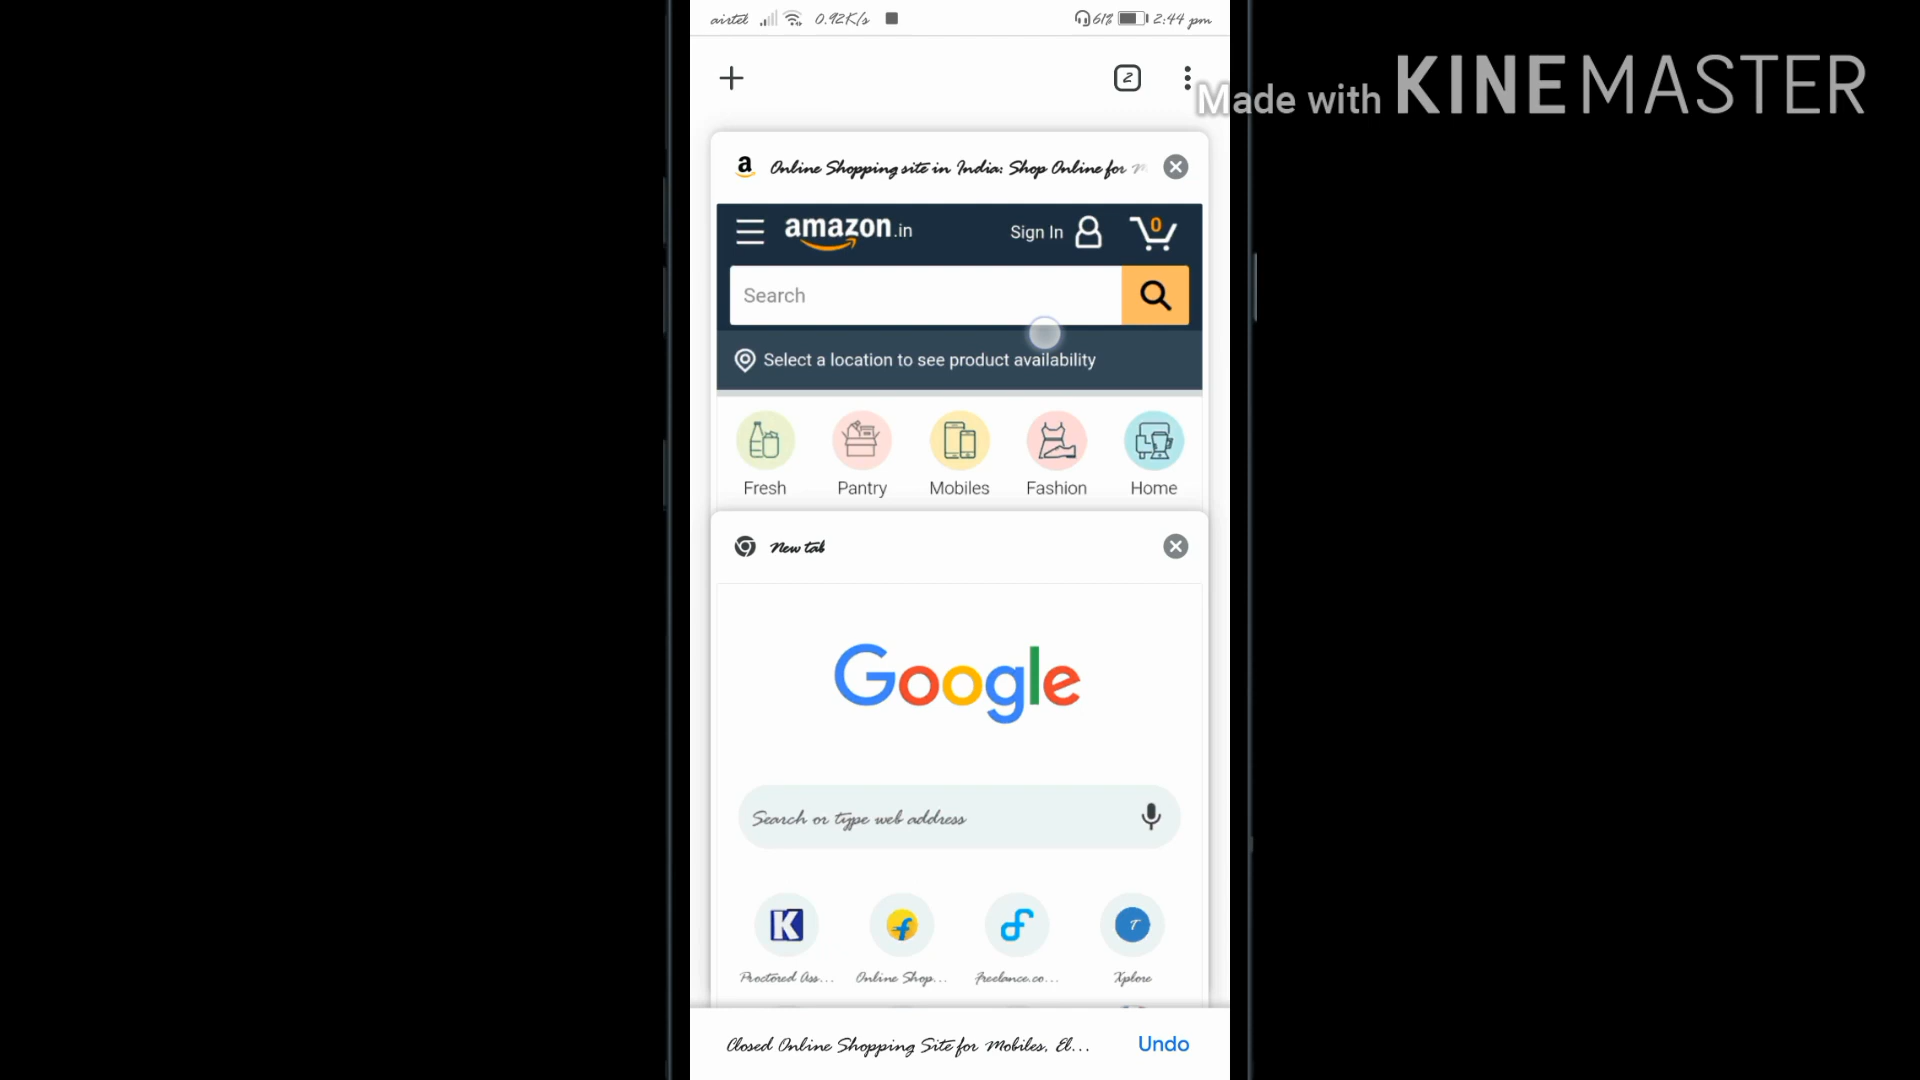 airtel 0.92K/s 61% 2:44 pm
2
Made with KINEMASTER
a Online Shopping site in India: Shop Online for M
amazon.in Sign In 0
Search
Select a location to see product availability
Fresh Pantry Mobiles Fashion Home
New tab
Google
Search or type web address
K f T
Proctored Ass... Online Shop... Freelance.co... Xplore
Closed Online Shopping Site for Mobiles, El... Undo